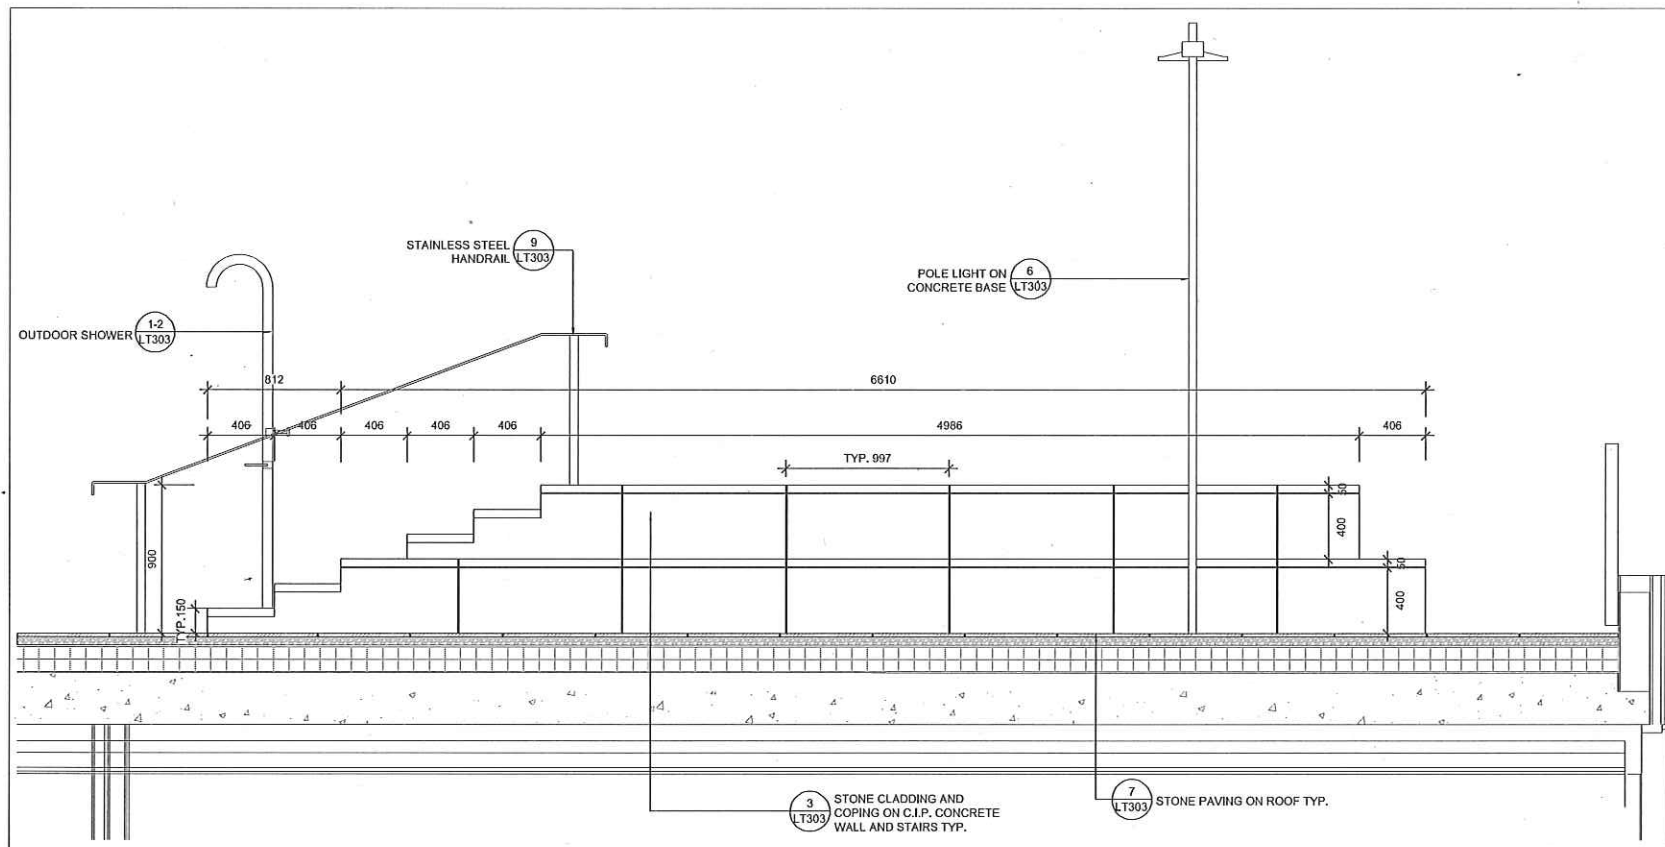 STAINLESS STEEL
HANDRAIL
9
LT303
POLE LIGHT ON
CONCRETE BASE
6
LT303
OUTDOOR SHOWER
1-2
LT303
812
6610
406
406
406
406
406
4986
406
TYP. 997
50
400
50
400
900
TYP.150
3
LT303
STONE CLADDING AND
COPING ON C.I.P. CONCRETE
WALL AND STAIRS TYP.
7
LT303
STONE PAVING ON ROOF TYP.